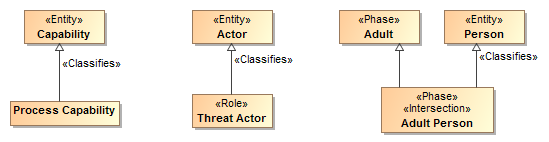 «Entity»
Capability
«Classifies»
Process Capability
«Entity»
Actor
«Classifies»
«Role»
Threat Actor
«Phase»
Adult
«Entity»
Person
«Classifies»
«Phase»
«Intersection»
Adult Person